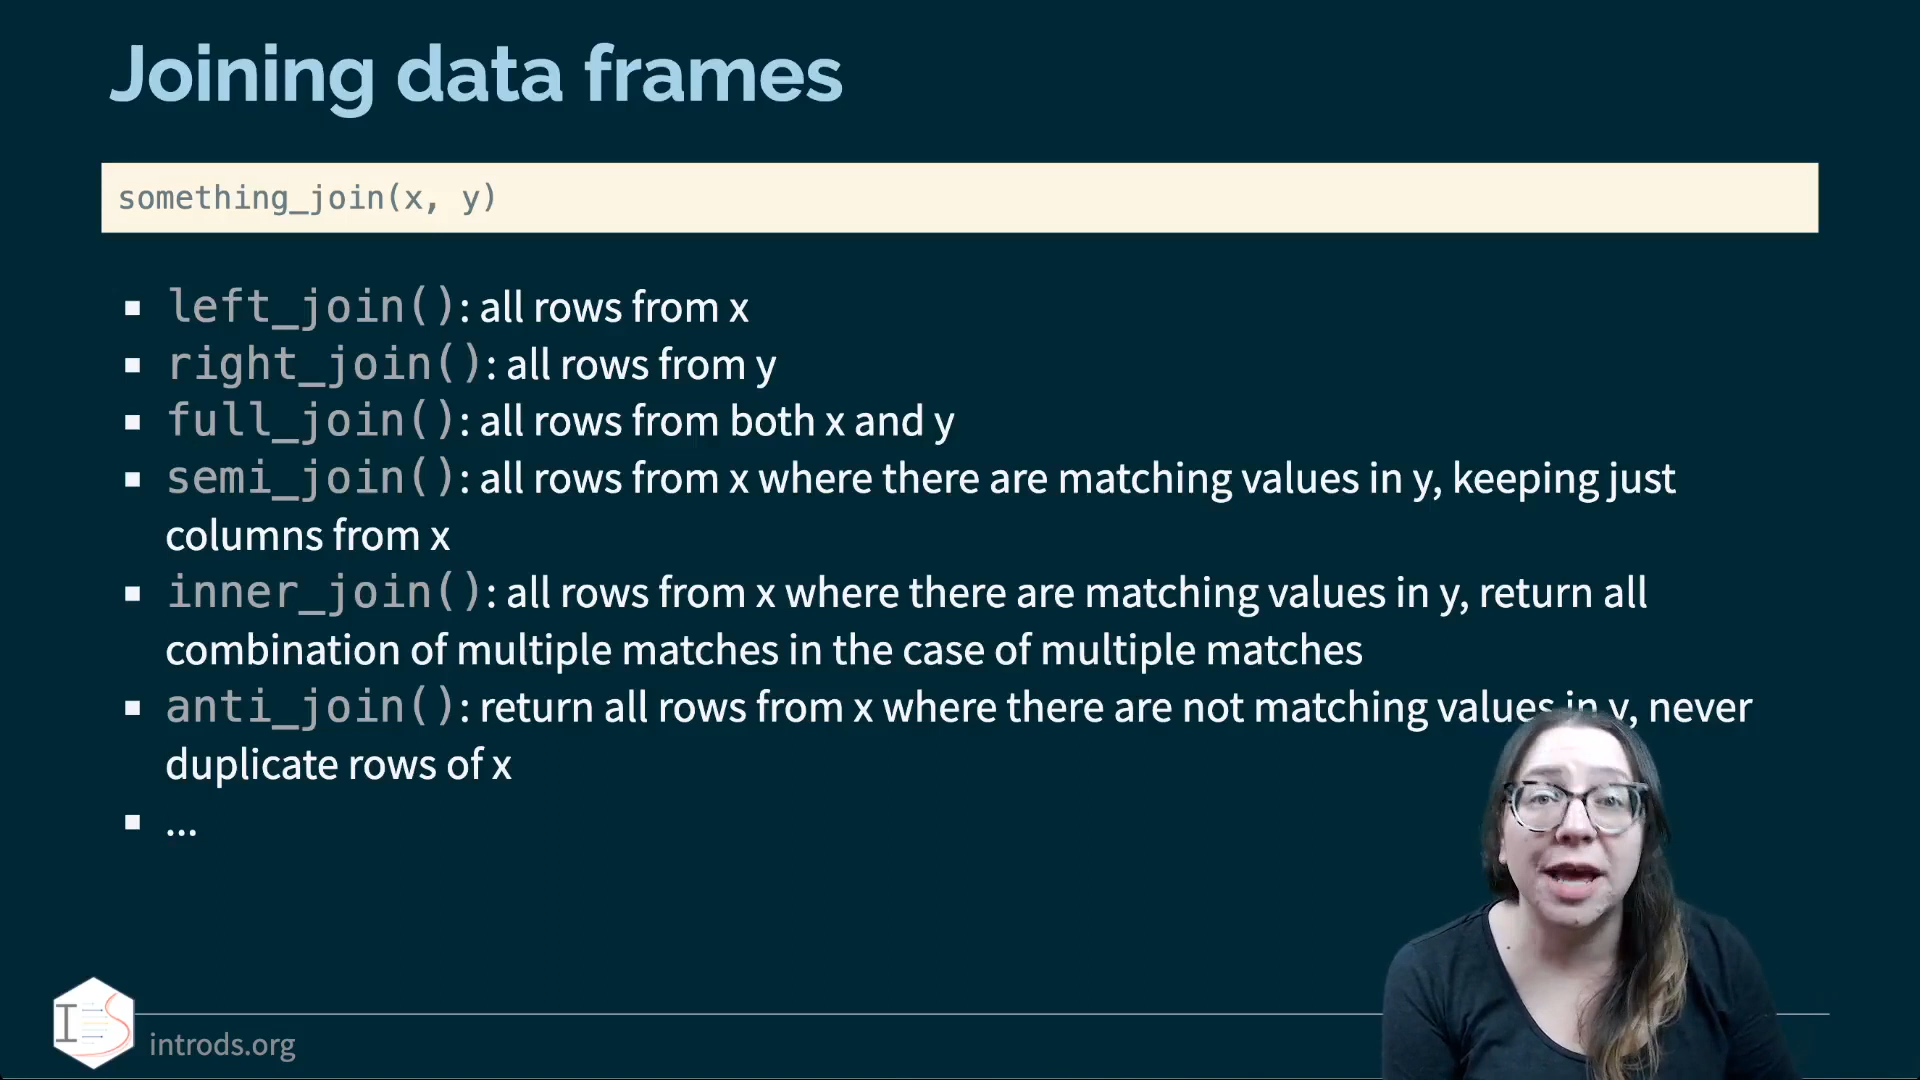 Joining data frames
something_join(x, y)
left_join(): all rows from x
right_join(): all rows from y
full_join(): all rows from both x and y
semi_join(): all rows from x where there are matching values in y, keeping just
columns from x
inner_join(): all rows from x where there are matching values in y, return all
combination of multiple matches in the case of multiple matches
anti_join(): return all rows from x where there are not matching values in y, never
duplicate rows of x
...
IDS
introds.org